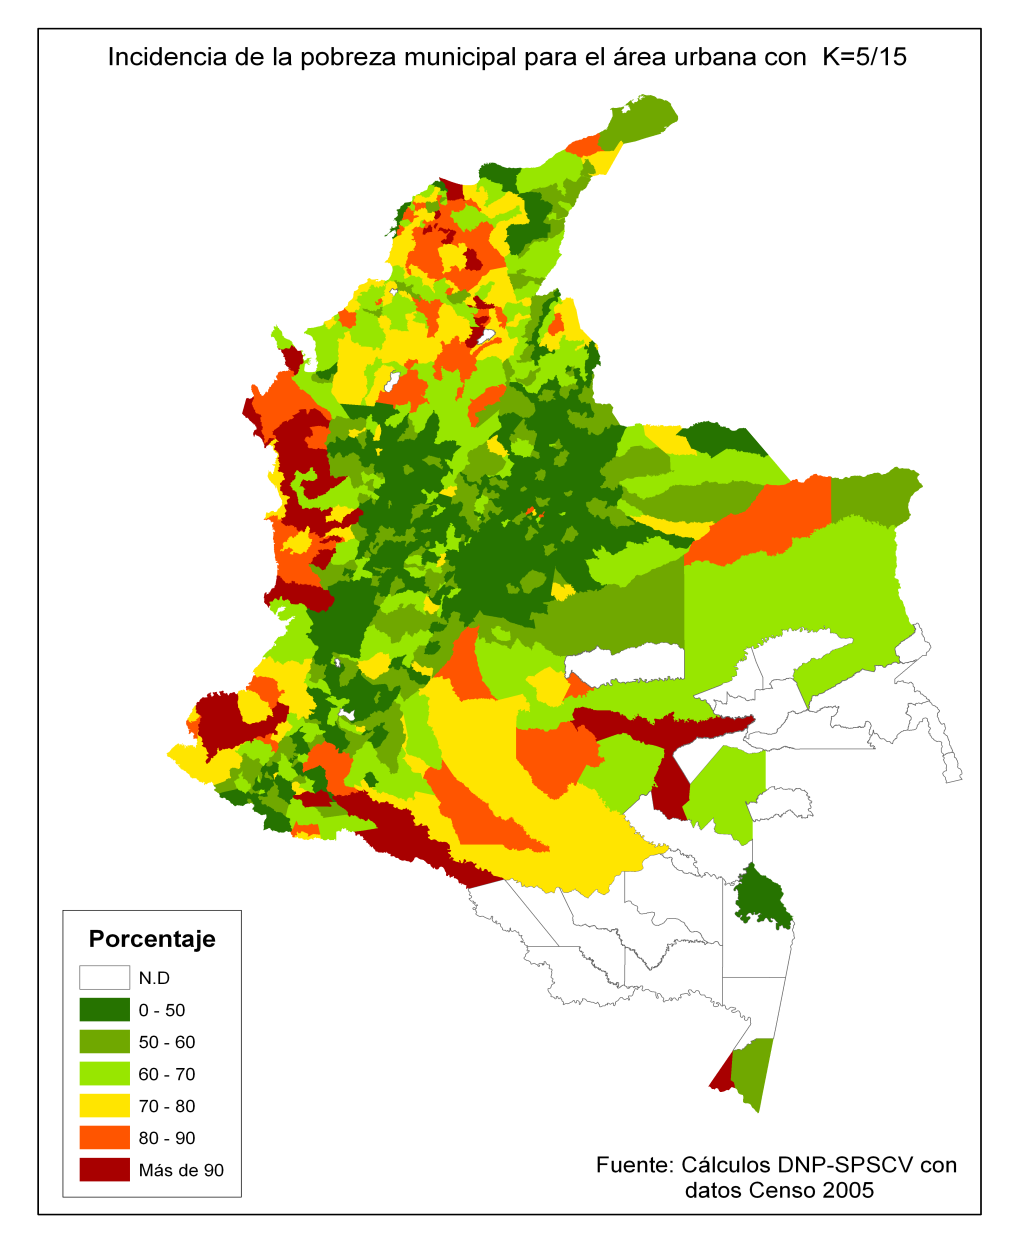 Incidencia de la pobreza municipal para el área urbana con K=5/15
Porcentaje
N.D
0 - 50
50 - 60
60 - 70
70 - 80
80 - 90
Más de 90
Fuente: Cálculos DNP-SPSCV con
datos Censo 2005